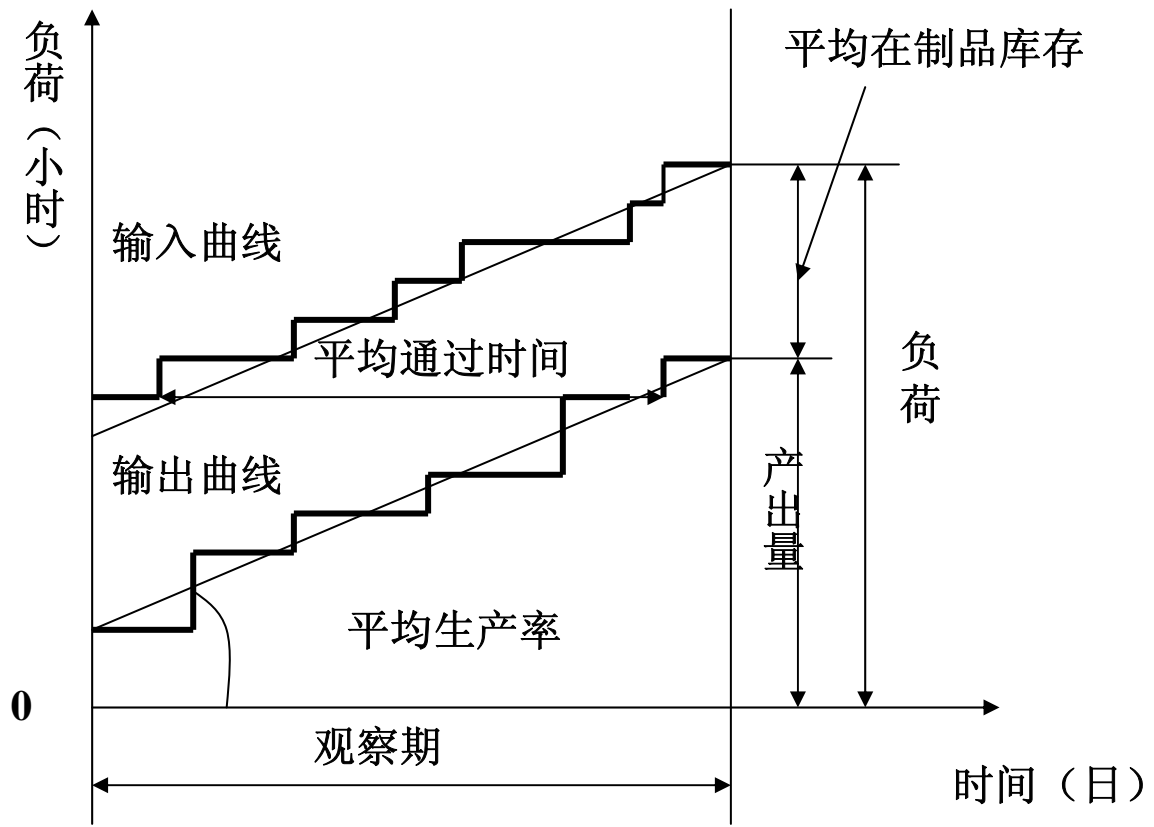 负荷（小时）
平均在制品库存
输入曲线
平均通过时间
负荷
输出曲线
产出量
平均生产率
0
观察期
时间（日）